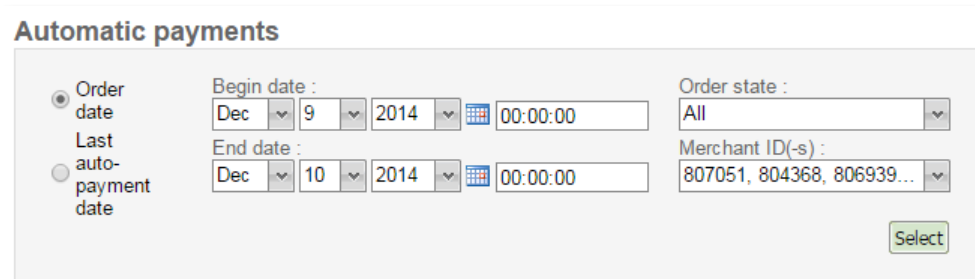 Automatic payments
Order date
Last auto-payment date
Begin date :
Dec 9 2014 00:00:00
End date :
Dec 10 2014 00:00:00
Order state :
All
Merchant ID(-s) :
807051, 804368, 806939...
Select